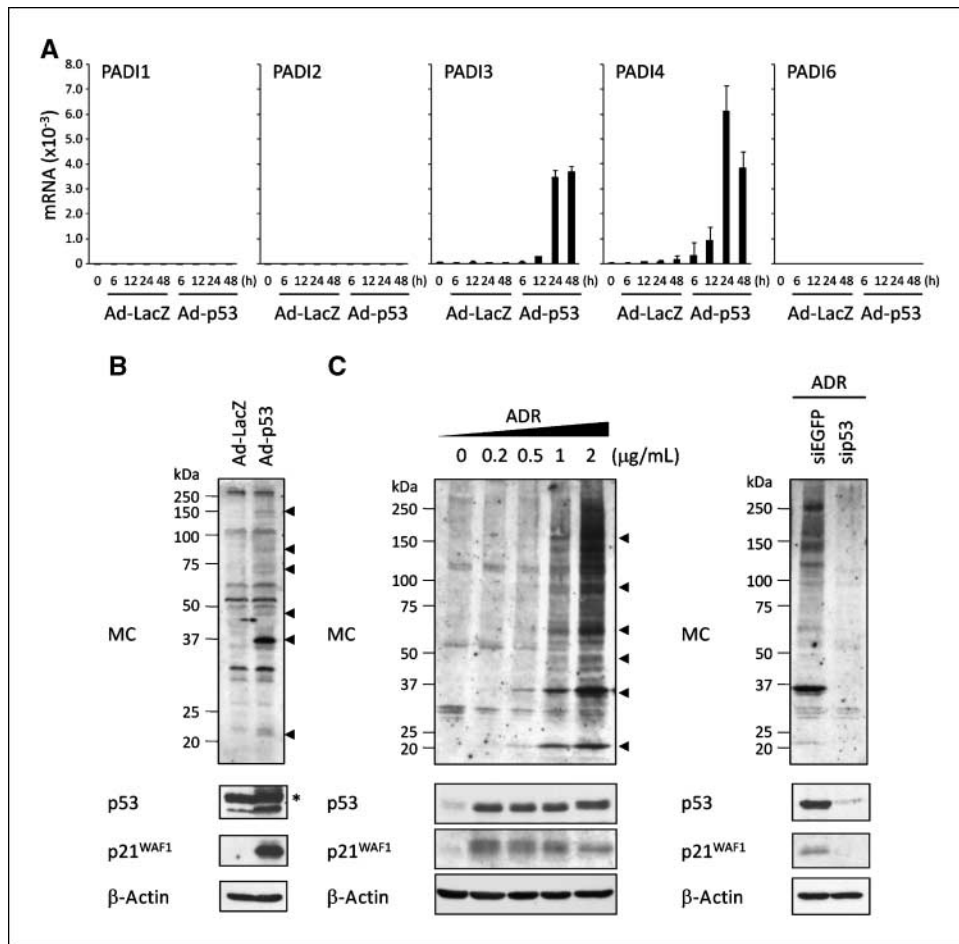 A
PADI1 PADI2 PADI3 PADI4 PADI6
mRNA (x10-3)
8.0
7.0
6.0
5.0
4.0
3.0
2.0
1.0
0
0 6 12 24 48 6 12 24 48 (h) 0 6 12 24 48 6 12 24 48 (h) 0 6 12 24 48 6 12 24 48 (h) 0 6 12 24 48 6 12 24 48 (h) 0 6 12 24 48 6 12 24 48 (h)
Ad-LacZ Ad-p53 Ad-LacZ Ad-p53 Ad-LacZ Ad-p53 Ad-LacZ Ad-p53 Ad-LacZ Ad-p53
B
Ad-LacZ
Ad-p53
kDa
250
150
100
75
50
37
25
20
MC
p53 *
p21WAF1
β-Actin
C
ADR
0 0.2 0.5 1 2 (μg/mL)
kDa
250
150
100
75
50
37
25
20
MC
p53
p21WAF1
β-Actin
ADR
siEGFP
sip53
kDa
250
150
100
75
50
37
25
20
MC
p53
p21WAF1
β-Actin